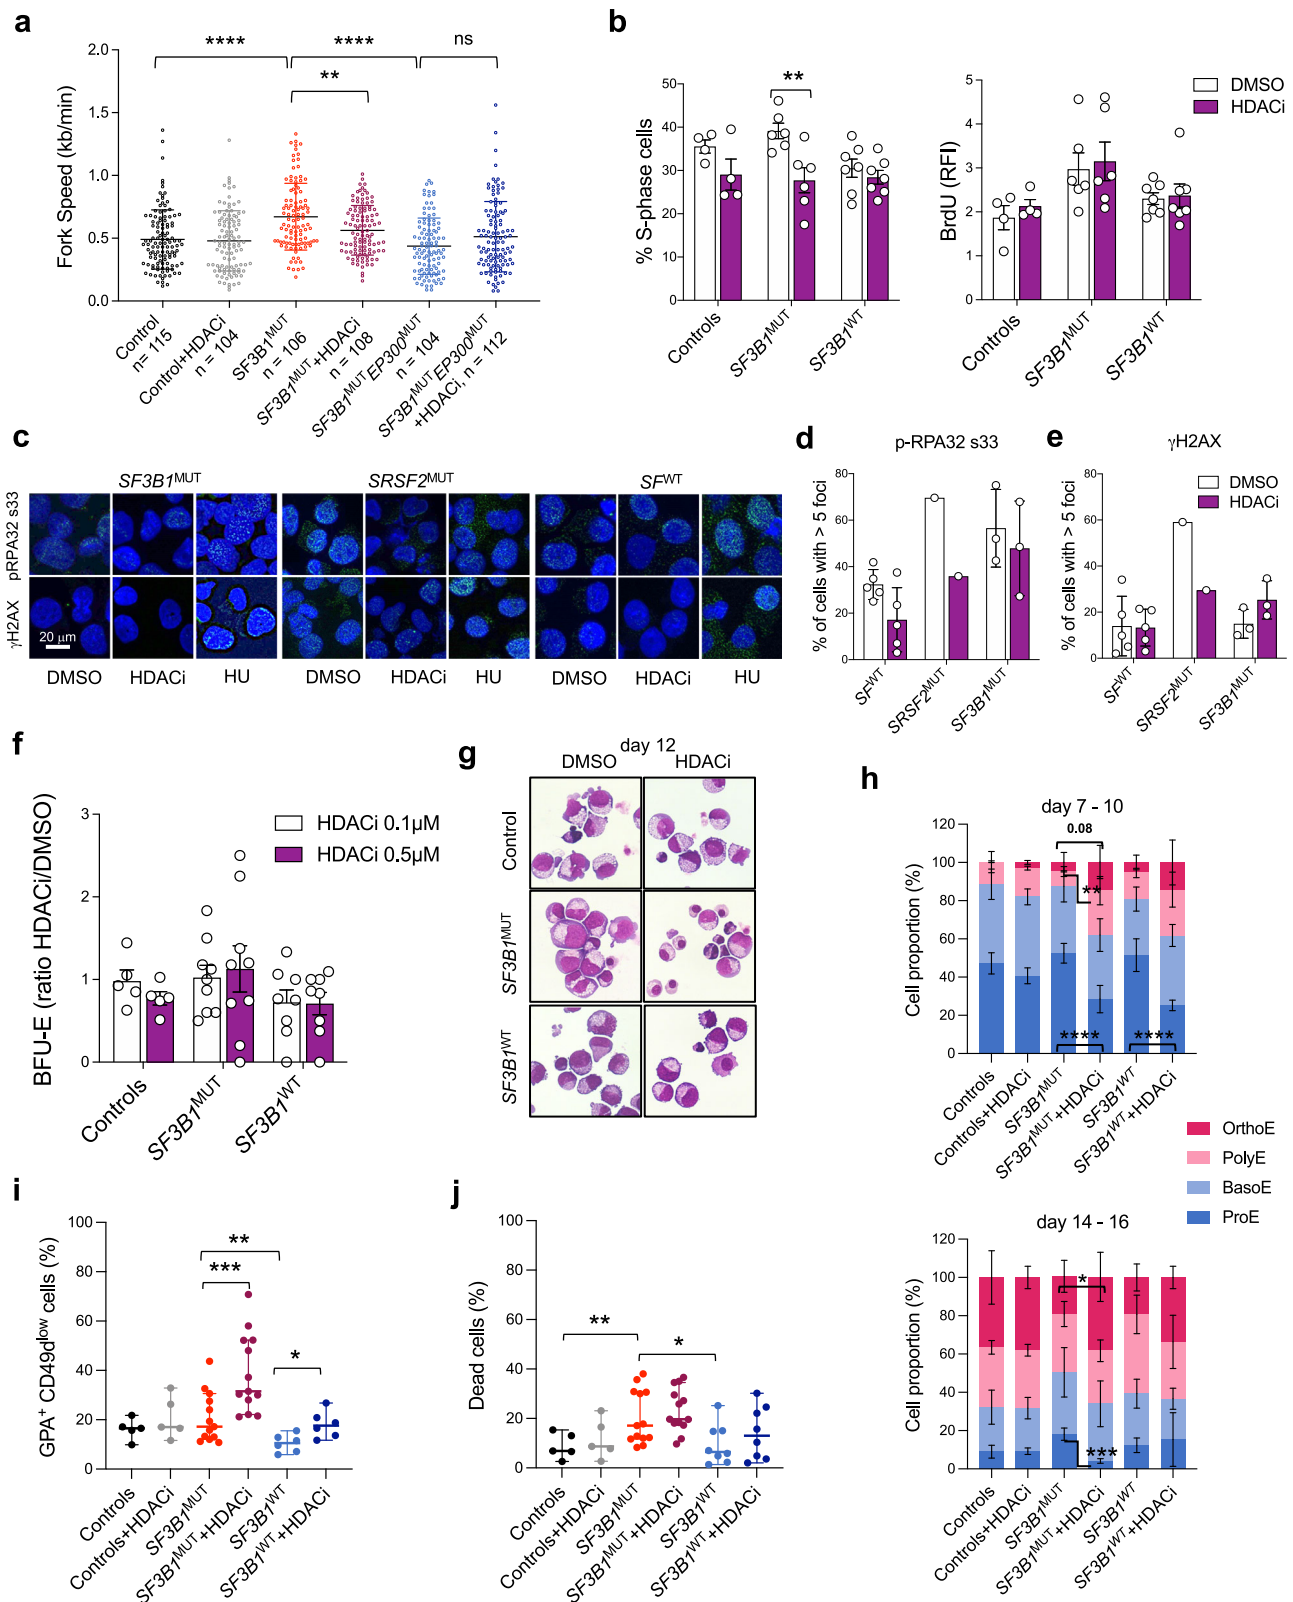 a
**** **** ns
**
2.0
1.5
1.0
0.5
0.0
Fork Speed (kb/min)
Control
n= 115
Control+HDACi
n = 104
SF3B1MUT
n = 106
SF3B1MUT+HDACi
n = 108
SF3B1MUTEP300MUT
n = 104
SF3B1MUTEP300MUT
+HDACi, n = 112
b
**
50
40
30
20
10
0
% S-phase cells
Controls
SF3B1MUT
SF3B1WT
5
4
3
2
1
0
BrdU (RFI)
Controls
SF3B1MUT
SF3B1WT
DMSO
HDACi
c
SF3B1MUT SRSF2MUT SFWT
pRPA32 s33
γH2AX
20 µm
DMSO HDACi HU DMSO HDACi HU DMSO HDACi HU
d
p-RPA32 s33
80
60
40
20
0
% of cells with > 5 foci
SFWT
SRSF2MUT
SF3B1MUT
e
γH2AX
80
60
40
20
0
% of cells with > 5 foci
DMSO
HDACi
SFWT
SRSF2MUT
SF3B1MUT
f
3
2
1
0
BFU-E (ratio HDACi/DMSO)
HDACi 0.1µM
HDACi 0.5µM
Controls
SF3B1MUT
SF3B1WT
g
day 12
DMSO HDACi
Control
SF3B1MUT
SF3B1WT
h
day 7 - 10
0.08
**
**** ****
120
100
80
60
40
20
0
Cell proportion (%)
Controls
Controls+HDACi
SF3B1MUT
SF3B1MUT+HDACi
SF3B1WT
SF3B1WT+HDACi
OrthoE
PolyE
BasoE
ProE
day 14 - 16
*
***
120
100
80
60
40
20
0
Cell proportion (%)
Controls
Controls+HDACi
SF3B1MUT
SF3B1MUT+HDACi
SF3B1WT
SF3B1WT+HDACi
i
**
***
*
100
80
60
40
20
0
GPA+ CD49dlow cells (%)
Controls
Controls+HDACi
SF3B1MUT
SF3B1MUT+HDACi
SF3B1WT
SF3B1WT+HDACi
j
**
*
100
80
60
40
20
0
Dead cells (%)
Controls
Controls+HDACi
SF3B1MUT
SF3B1MUT+HDACi
SF3B1WT
SF3B1WT+HDACi